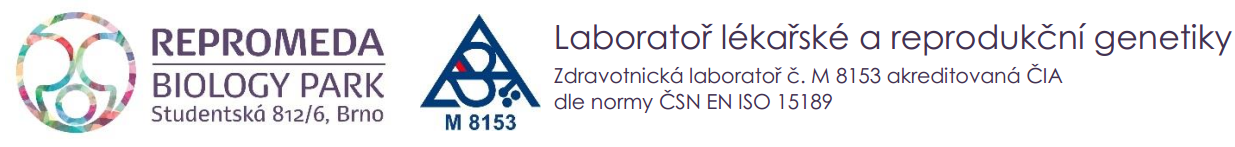 REPROMEDA
BIOLOGY PARK
Studentská 812/6, Brno
M 8153
Laboratoř lékařské a reprodukční genetiky
Zdravotnická laboratoř č. M 8153 akreditovaná ČIA
dle normy ČSN EN ISO 15189